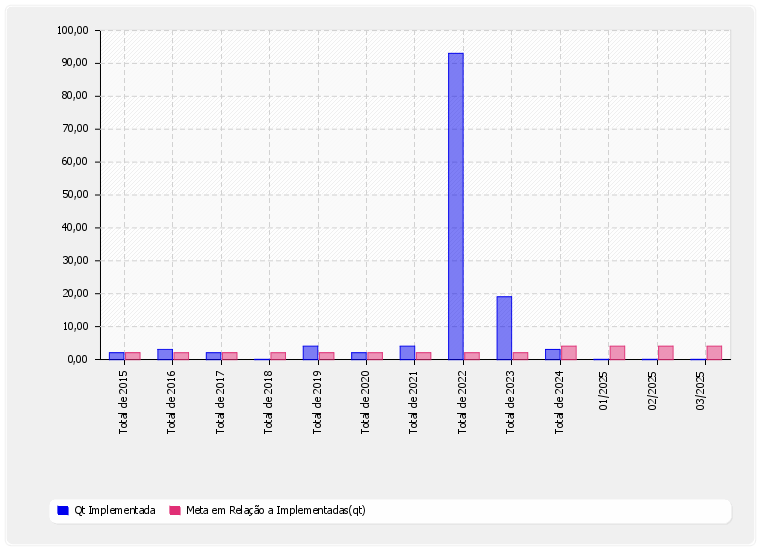 100,00
90,00
80,00
70,00
60,00
50,00
40,00
30,00
20,00
10,00
0,00
Total de 2015
Total de 2016
Total de 2017
Total de 2018
Total de 2019
Total de 2020
Total de 2021
Total de 2022
Total de 2023
Total de 2024
01/2025
02/2025
03/2025
Qt Implementada
Meta em Relação a Implementadas(qt)